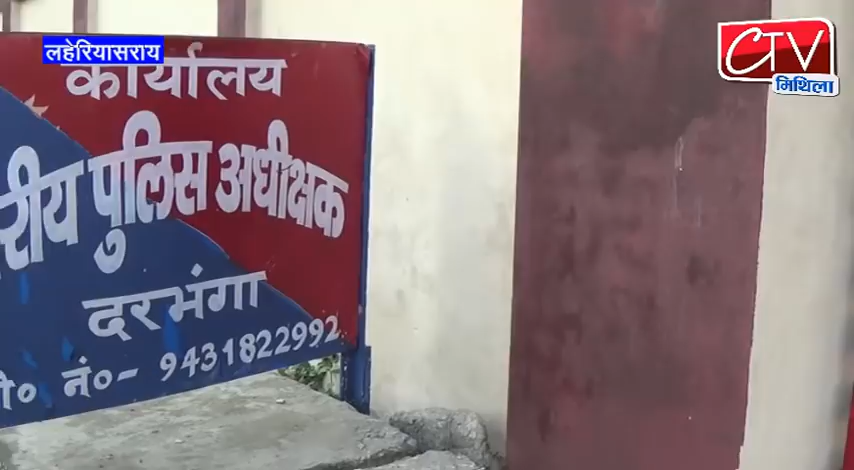 लहेरियासराय
CTV
मिथिला
कार्यालय
रीय पुलिस अधीक्षक
दरभंगा
नं०-9431822992